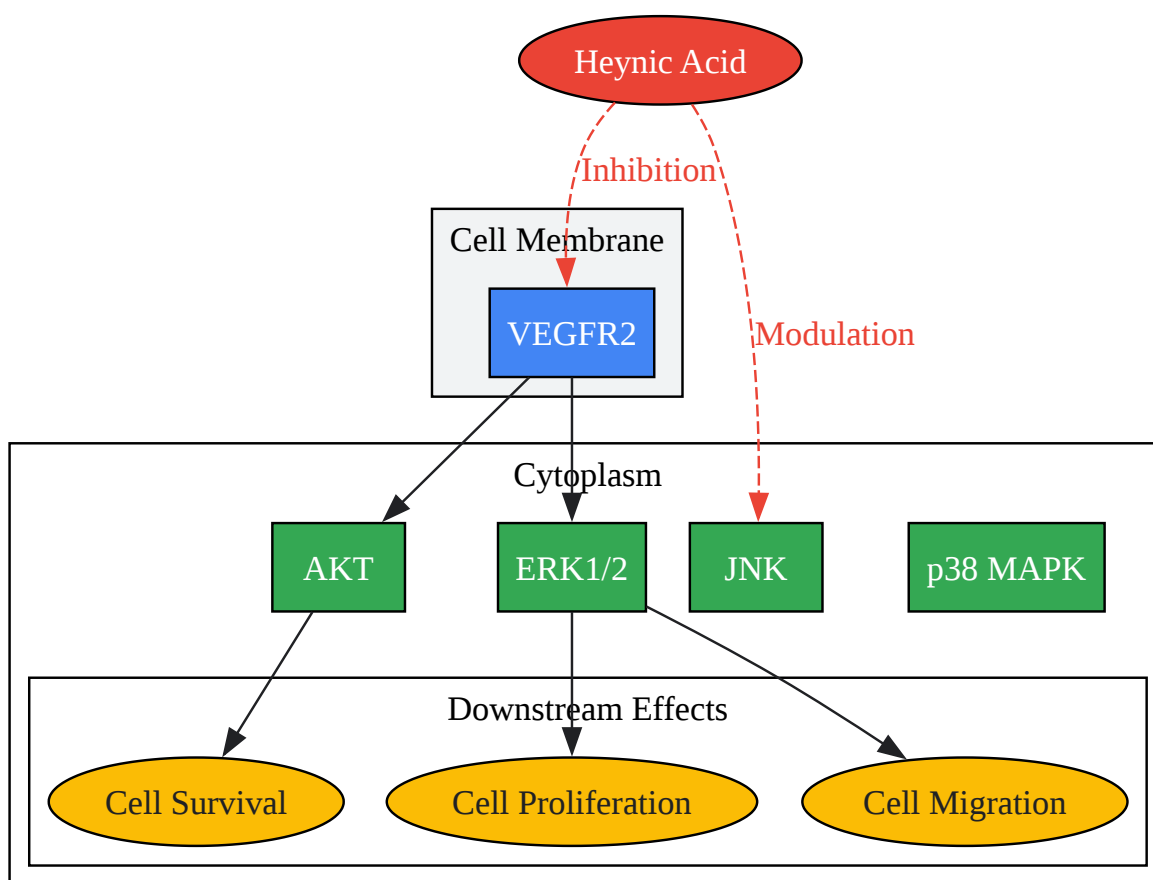 Heynic Acid
Inhibition
Cell Membrane
VEGFR2
Modulation
Cytoplasm
AKT
ERK1/2
JNK
p38 MAPK
Downstream Effects
Cell Survival
Cell Proliferation
Cell Migration